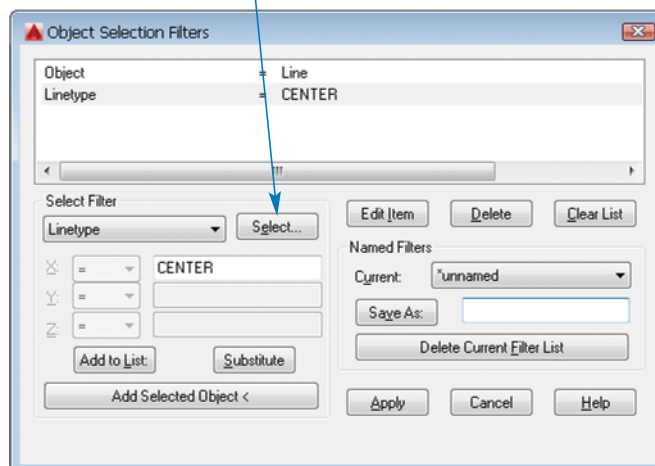 Object Selection Filters
Object = Line
Linetype = CENTER
Select Filter
Linetype
Select...
X: = CENTER
Y: =
Z: =
Add to List:
Substitute
Add Selected Object <
Edit Item
Delete
Clear List
Named Filters
Current: *unnamed
Save As:
Delete Current Filter List
Apply
Cancel
Help